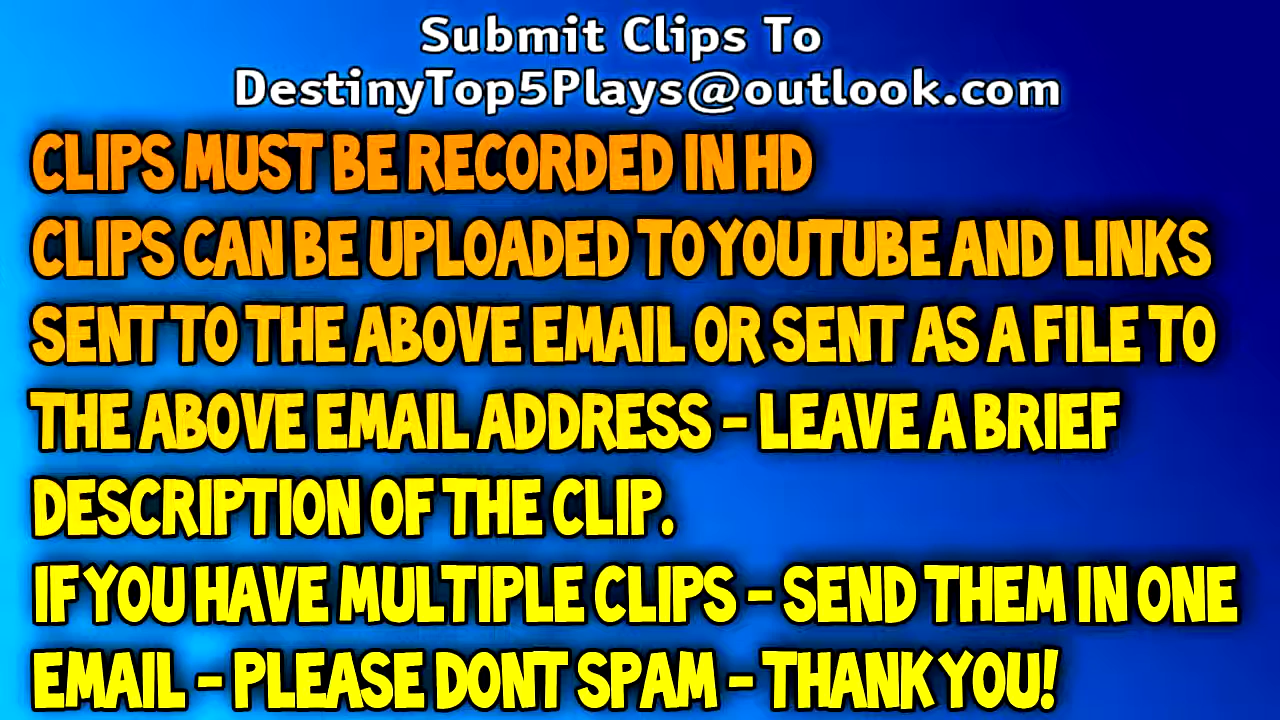 Submit Clips To
DestinyTop5Plays@outlook.com
CLIPS MUST BE RECORDED IN HD
CLIPS CAN BE UPLOADED TO YOUTUBE AND LINKS
SENT TO THE ABOVE EMAIL OR SENT AS A FILE TO
THE ABOVE EMAIL ADDRESS - LEAVE A BRIEF
DESCRIPTION OF THE CLIP.
IF YOU HAVE MULTIPLE CLIPS - SEND THEM IN ONE
EMAIL - PLEASE DONT SPAM - THANK YOU!